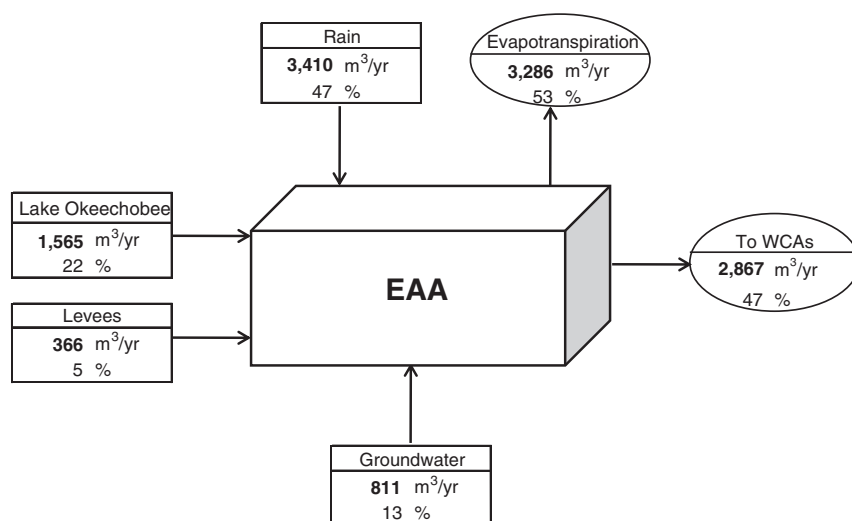 Rain
3,410 m³/yr
47 %
Evapotranspiration
3,286 m³/yr
53 %
Lake Okeechobee
1,565 m³/yr
22 %
Levees
366 m³/yr
5 %
EAA
To WCAs
2,867 m³/yr
47 %
Groundwater
811 m³/yr
13 %